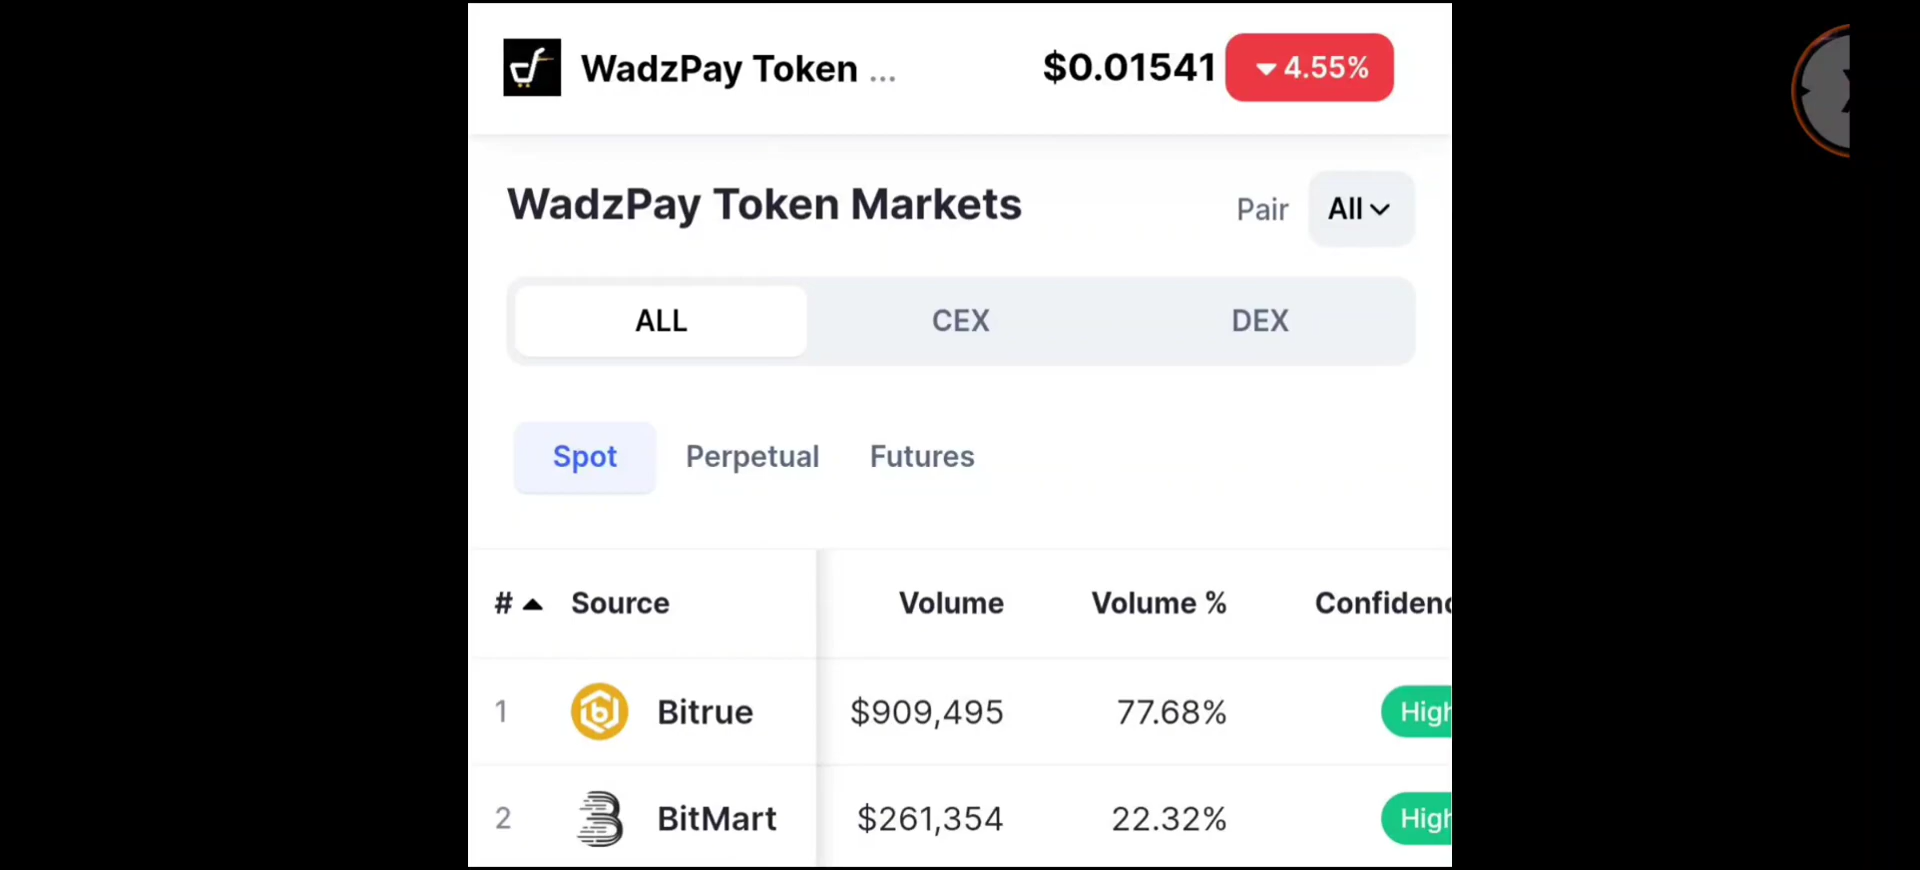 WadzPay Token ... $0.01541 4.55%
WadzPay Token Markets Pair All
ALL CEX DEX
Spot Perpetual Futures
# Source Volume Volume %
1 Bitrue $909,495 77.68%
2 BitMart $261,354 22.32%